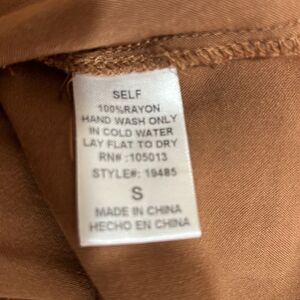 SELF
100%RAYON
HAND WASH ONLY
IN COLD WATER
LAY FLAT TO DRY
RN# :105013
STYLE#: 19485
S
MADE IN CHINA
HECHO EN CHINA